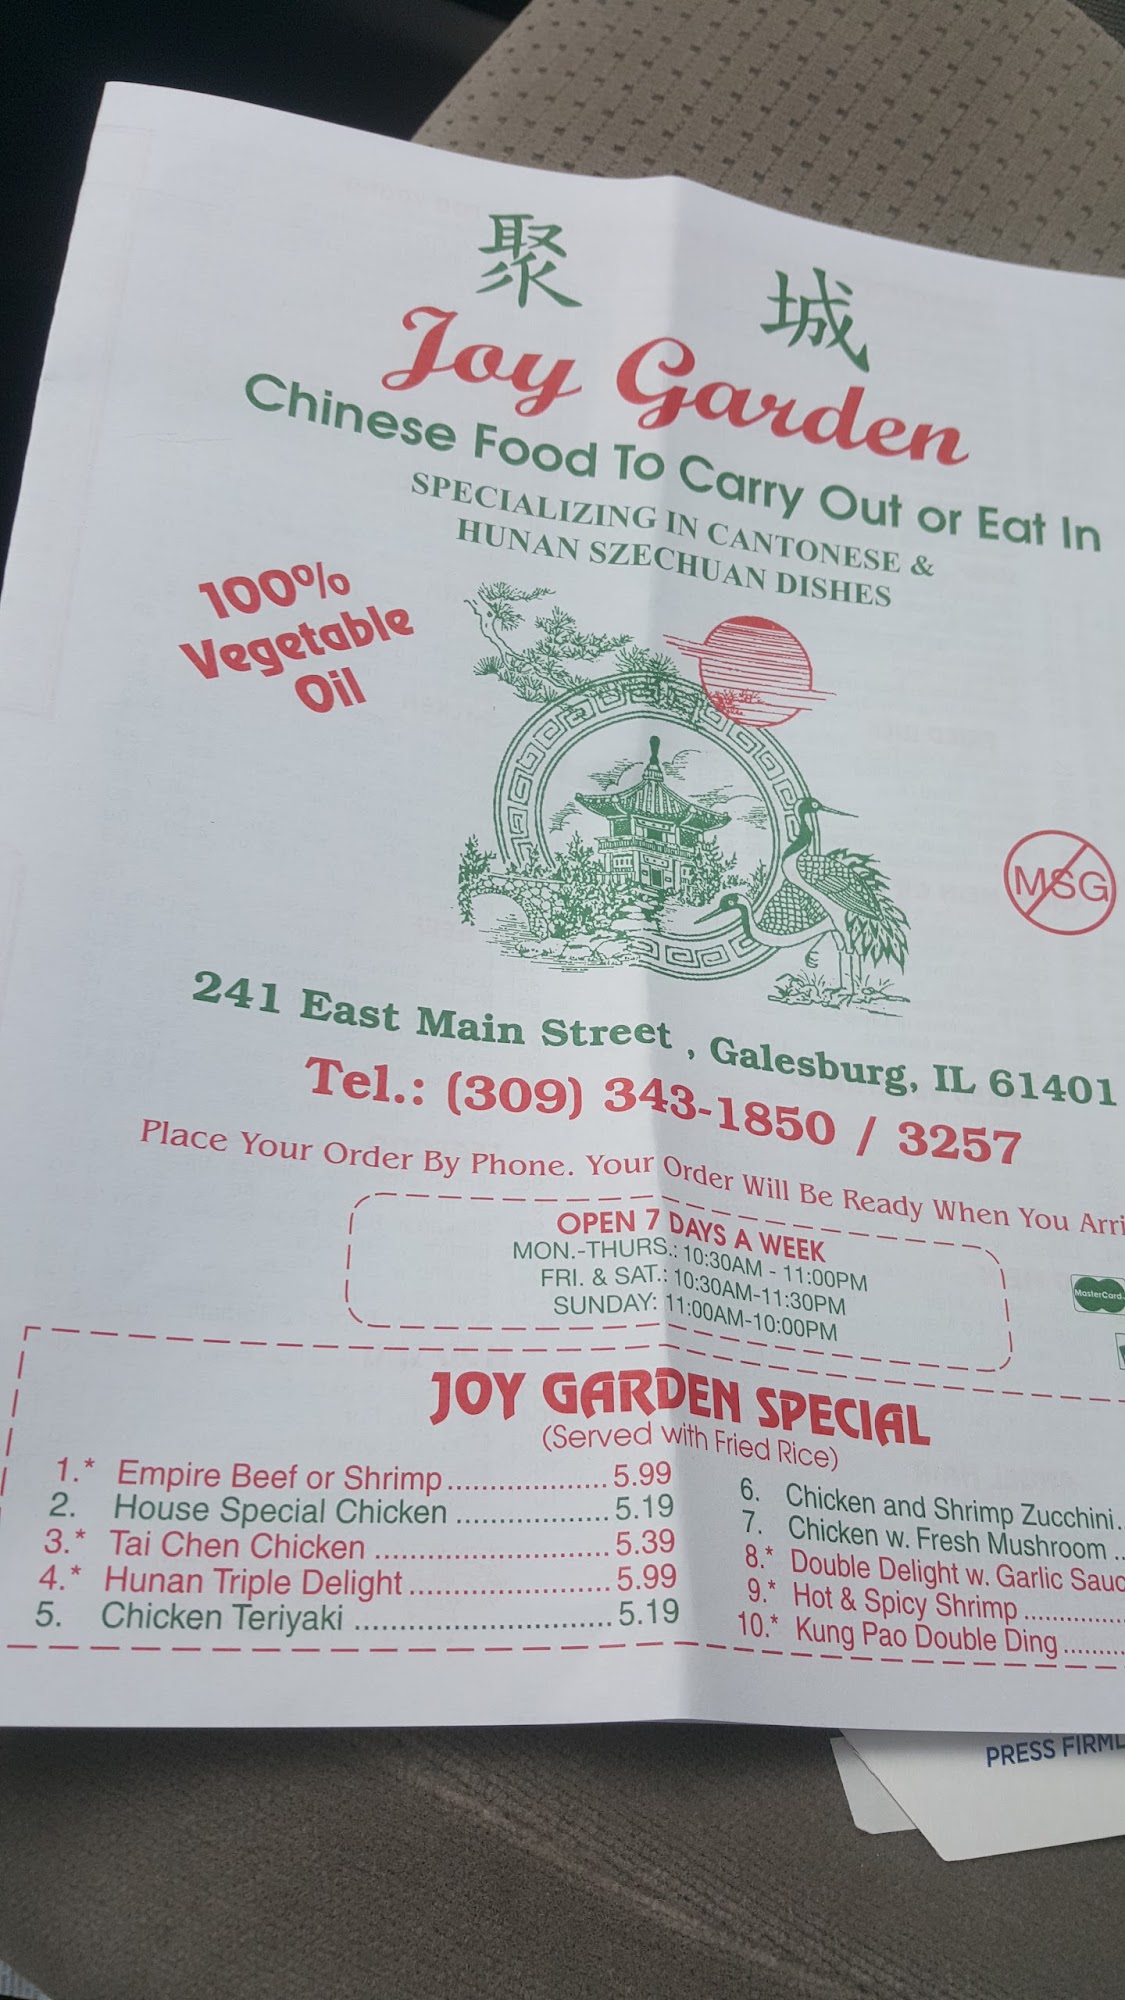 聚 城
Joy Garden
Chinese Food To Carry Out or Eat In
SPECIALIZING IN CANTONESE &
HUNAN SZECHUAN DISHES
100%
Vegetable
Oil
MSG
241 East Main Street , Galesburg, IL 61401
Tel.: (309) 343-1850 / 3257
Place Your Order By Phone. Your Order Will Be Ready When You Arri
OPEN 7 DAYS A WEEK
MON.-THURS.: 10:30AM - 11:00PM
FRI. & SAT.: 10:30AM-11:30PM
SUNDAY: 11:00AM-10:00PM
MasterCard
JOY GARDEN SPECIAL
(Served with Fried Rice)
1.* Empire Beef or Shrimp.................... 5.99
2. House Special Chicken .................. 5.19
3.* Tai Chen Chicken ........................... 5.39
4.* Hunan Triple Delight....................... 5.99
5. Chicken Teriyaki ............................. 5.19
6. Chicken and Shrimp Zucchini.
7. Chicken w. Fresh Mushroom ..
8.* Double Delight w. Garlic Sauc
9.* Hot & Spicy Shrimp ...............
10.* Kung Pao Double Ding .........
PRESS FIRML